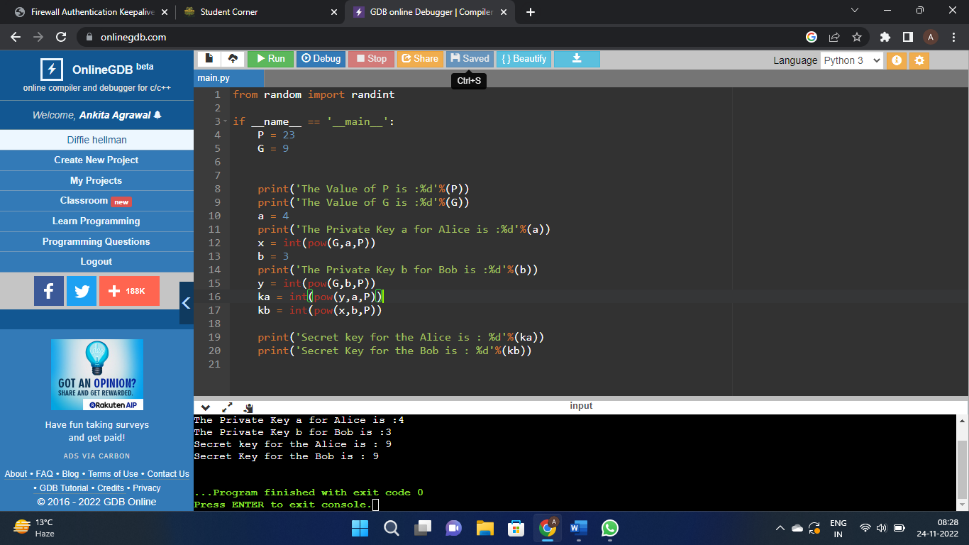 Firewall Authentication Keepalive
Student Corner
GDB online Debugger | Compiler
onlinegdb.com
A
OnlineGDB beta
online compiler and debugger for c/c++
Welcome, Ankita Agrawal
Diffie hellman
Create New Project
My Projects
Classroom new
Learn Programming
Programming Questions
Logout
188K
GOT AN OPINION?
SHARE AND GET REWARDED.
Rakuten AIP
Have fun taking surveys
and get paid!
ADS VIA CARBON
About • FAQ • Blog • Terms of Use • Contact Us
• GDB Tutorial • Credits • Privacy
© 2016 - 2022 GDB Online
Run Debug Stop Share Saved {} Beautify
Language Python 3
Ctrl+S
main.py
1 from random import randint
2
3 if __name__ == '__main__':
4 P = 23
5 G = 9
6
7
8 print('The Value of P is :%d'%(P))
9 print('The Value of G is :%d'%(G))
10 a = 4
11 print('The Private Key a for Alice is :%d'%(a))
12 x = int(pow(G,a,P))
13 b = 3
14 print('The Private Key b for Bob is :%d'%(b))
15 y = int(pow(G,b,P))
16 ka = int(pow(y,a,P))
17 kb = int(pow(x,b,P))
18
19 print('Secret key for the Alice is : %d'%(ka))
20 print('Secret Key for the Bob is : %d'%(kb))
21
input
The Private Key a for Alice is :4
The Private Key b for Bob is :3
Secret key for the Alice is : 9
Secret Key for the Bob is : 9
...Program finished with exit code 0
Press ENTER to exit console.
13°C
Haze
ENG
IN
08:28
24-11-2022